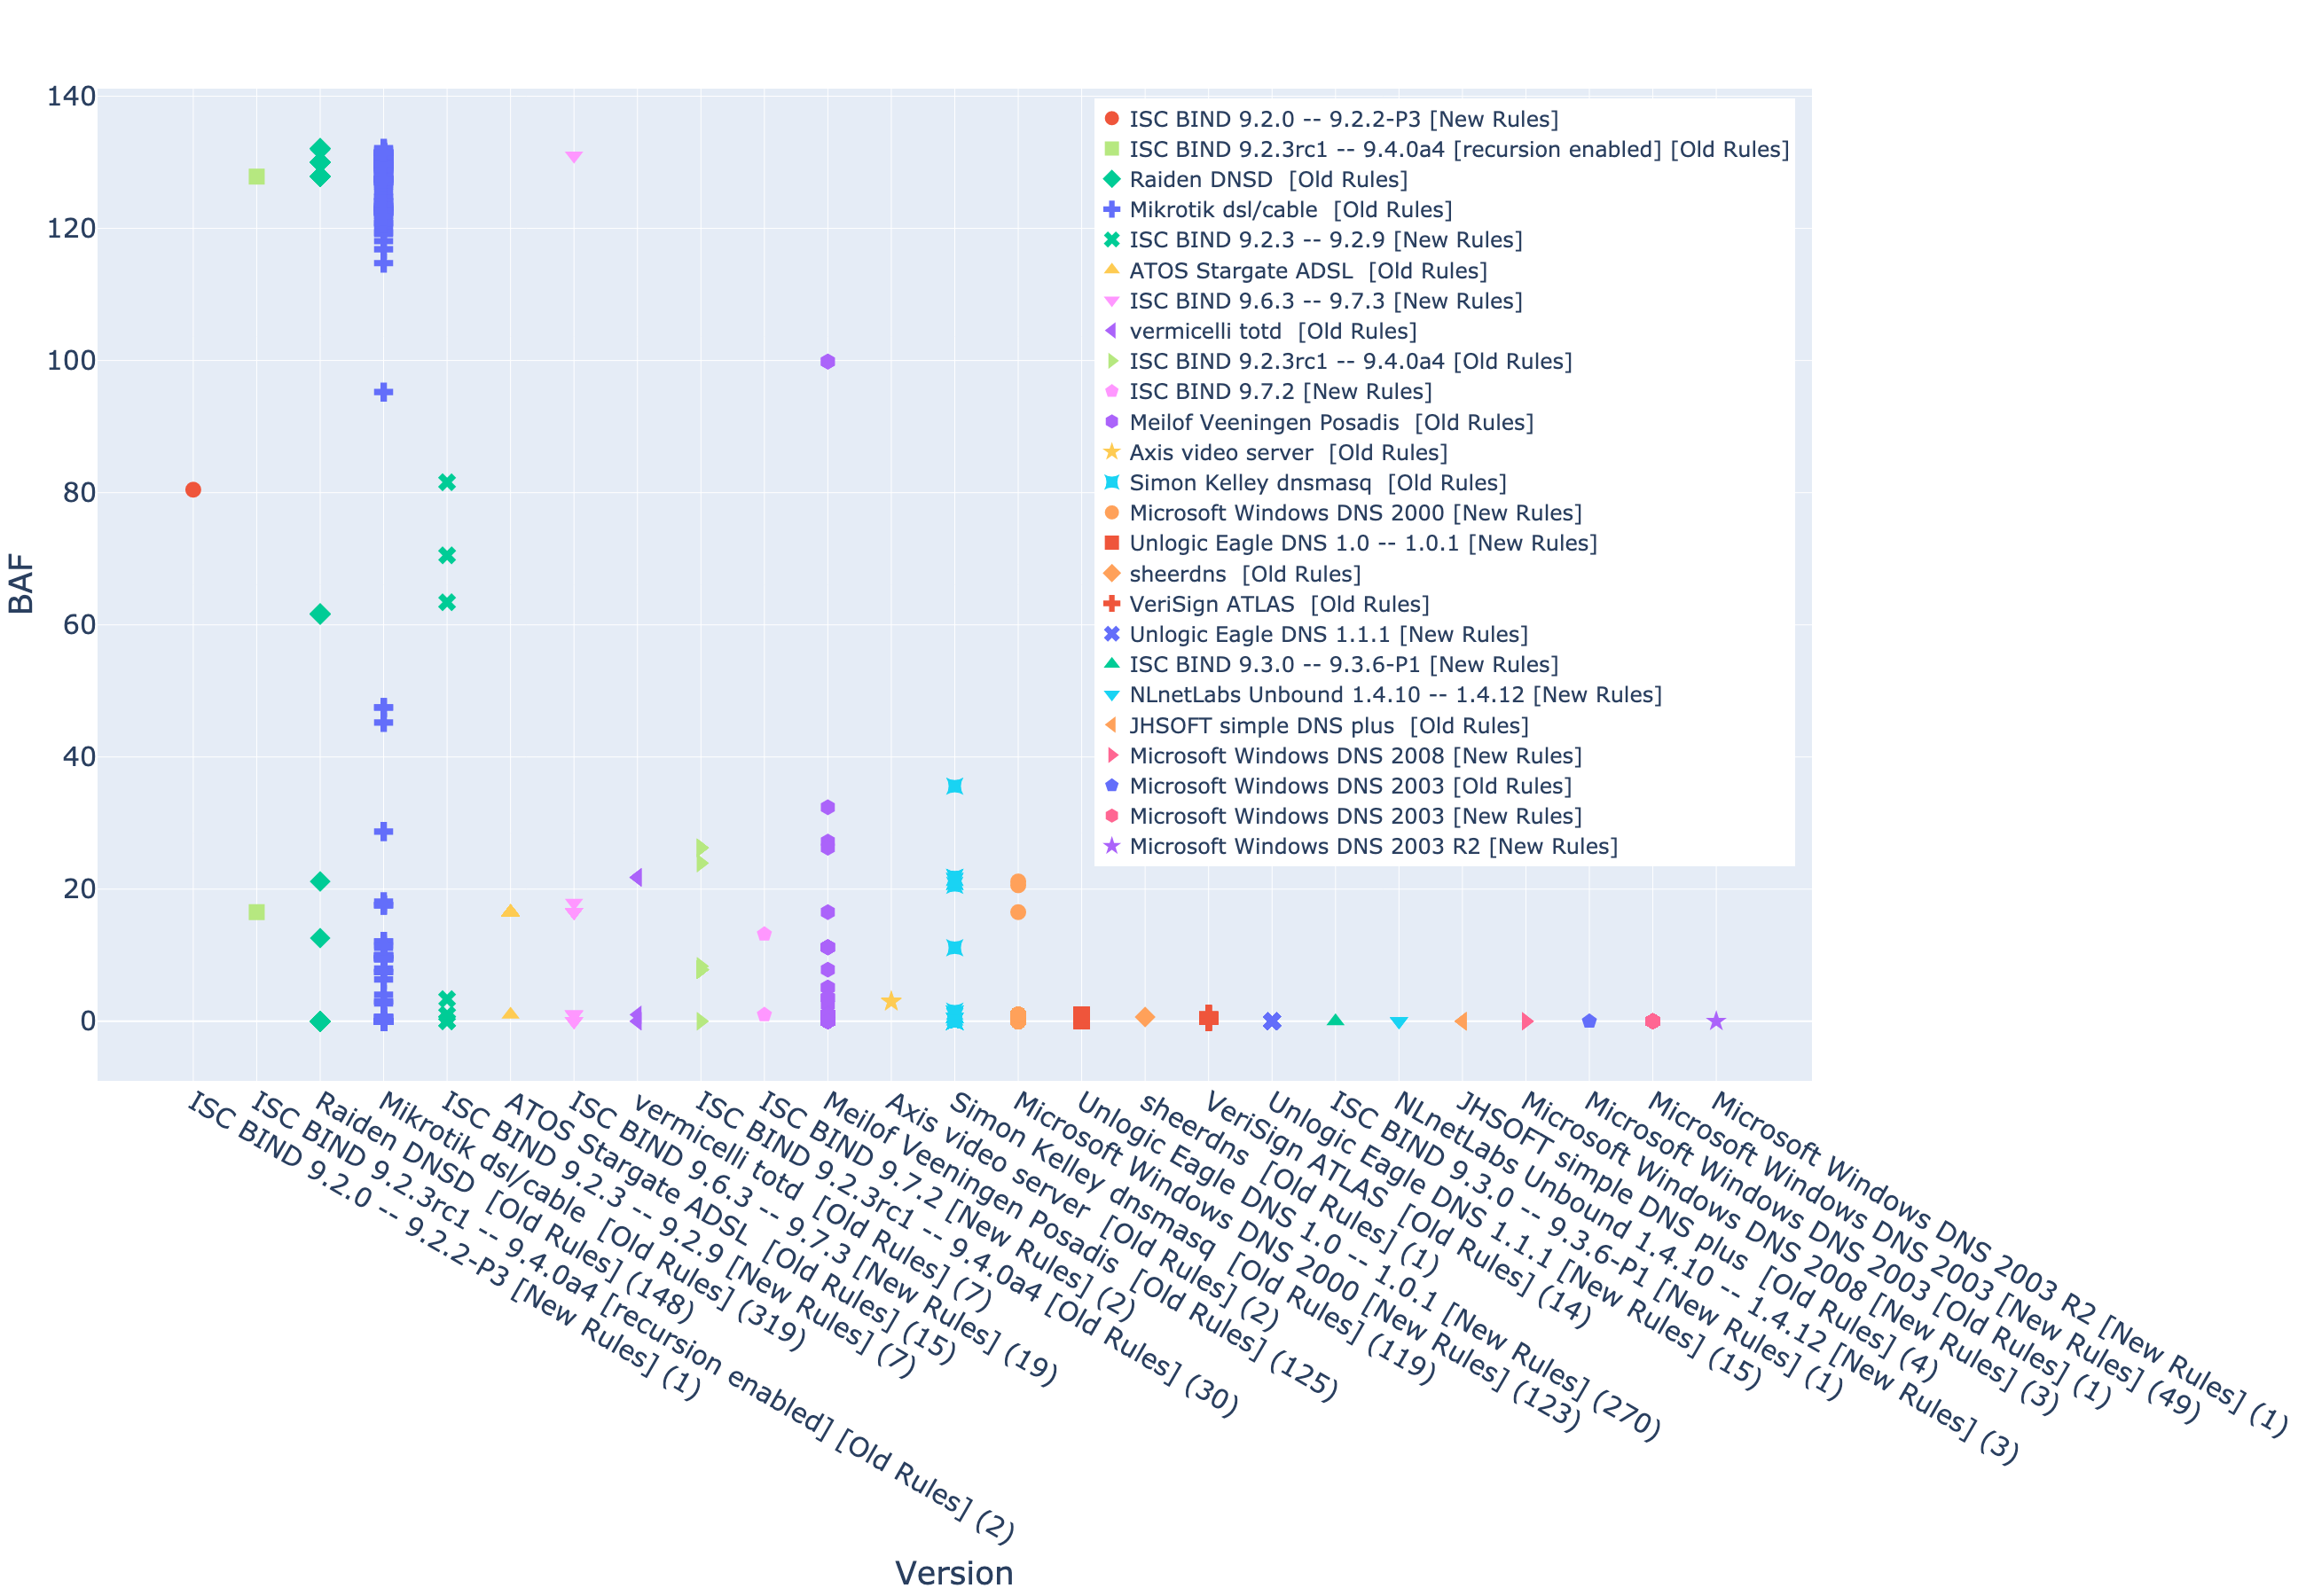 140
120
100
80
60
40
20
0
BAF
ISC BIND 9.2.0 -- 9.2.2-P3 [New Rules]
ISC BIND 9.2.3rc1 -- 9.4.0a4 [recursion enabled] [Old Rules]
Raiden DNSD  [Old Rules]
Mikrotik dsl/cable  [Old Rules]
ISC BIND 9.2.3 -- 9.2.9 [New Rules]
ATOS Stargate ADSL  [Old Rules]
ISC BIND 9.6.3 -- 9.7.3 [New Rules]
vermicelli totd  [Old Rules]
ISC BIND 9.2.3rc1 -- 9.4.0a4 [Old Rules]
ISC BIND 9.7.2 [New Rules]
Meilof Veeningen Posadis  [Old Rules]
Axis video server  [Old Rules]
Simon Kelley dnsmasq  [Old Rules]
Microsoft Windows DNS 2000 [New Rules]
Unlogic Eagle DNS 1.0 -- 1.0.1 [New Rules]
sheerdns  [Old Rules]
VeriSign ATLAS  [Old Rules]
Unlogic Eagle DNS 1.1.1 [New Rules]
ISC BIND 9.3.0 -- 9.3.6-P1 [New Rules]
NLnetLabs Unbound 1.4.10 -- 1.4.12 [New Rules]
JHSOFT simple DNS plus  [Old Rules]
Microsoft Windows DNS 2008 [New Rules]
Microsoft Windows DNS 2003 [Old Rules]
Microsoft Windows DNS 2003 [New Rules]
Microsoft Windows DNS 2003 R2 [New Rules]
ISC BIND 9.2.0 -- 9.2.2-P3 [New Rules] (1)
ISC BIND 9.2.3rc1 -- 9.4.0a4 [recursion enabled] [Old Rules] (2)
Raiden DNSD  [Old Rules] (148)
Mikrotik dsl/cable  [Old Rules] (319)
ISC BIND 9.2.3 -- 9.2.9 [New Rules] (7)
ATOS Stargate ADSL  [Old Rules] (15)
ISC BIND 9.6.3 -- 9.7.3 [New Rules] (19)
vermicelli totd  [Old Rules] (7)
ISC BIND 9.2.3rc1 -- 9.4.0a4 [Old Rules] (30)
ISC BIND 9.7.2 [New Rules] (2)
Meilof Veeningen Posadis  [Old Rules] (125)
Axis video server  [Old Rules] (2)
Simon Kelley dnsmasq  [Old Rules] (119)
Microsoft Windows DNS 2000 [New Rules] (123)
Unlogic Eagle DNS 1.0 -- 1.0.1 [New Rules] (270)
sheerdns  [Old Rules] (1)
VeriSign ATLAS  [Old Rules] (14)
Unlogic Eagle DNS 1.1.1 [New Rules] (15)
ISC BIND 9.3.0 -- 9.3.6-P1 [New Rules] (1)
NLnetLabs Unbound 1.4.10 -- 1.4.12 [New Rules] (3)
JHSOFT simple DNS plus  [Old Rules] (4)
Microsoft Windows DNS 2008 [New Rules] (3)
Microsoft Windows DNS 2003 [Old Rules] (1)
Microsoft Windows DNS 2003 [New Rules] (49)
Microsoft Windows DNS 2003 R2 [New Rules] (1)
Version